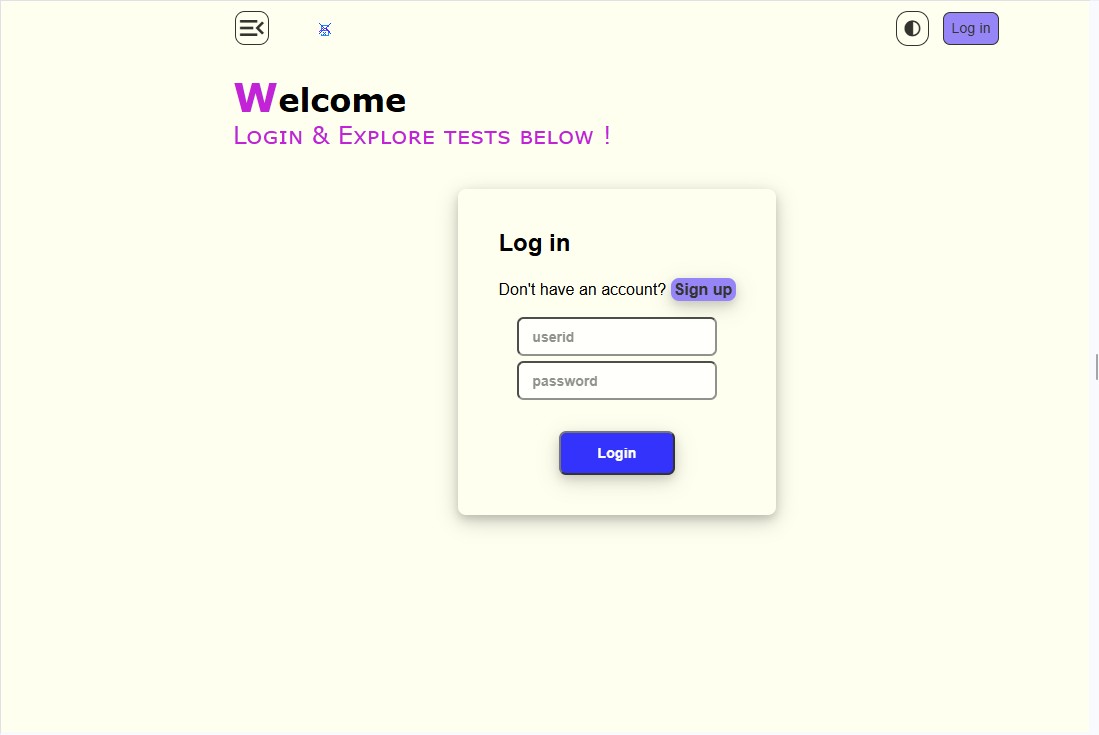 Log in
Welcome
Login & Explore tests below !
Log in
Don't have an account? Sign up
userid
password
Login